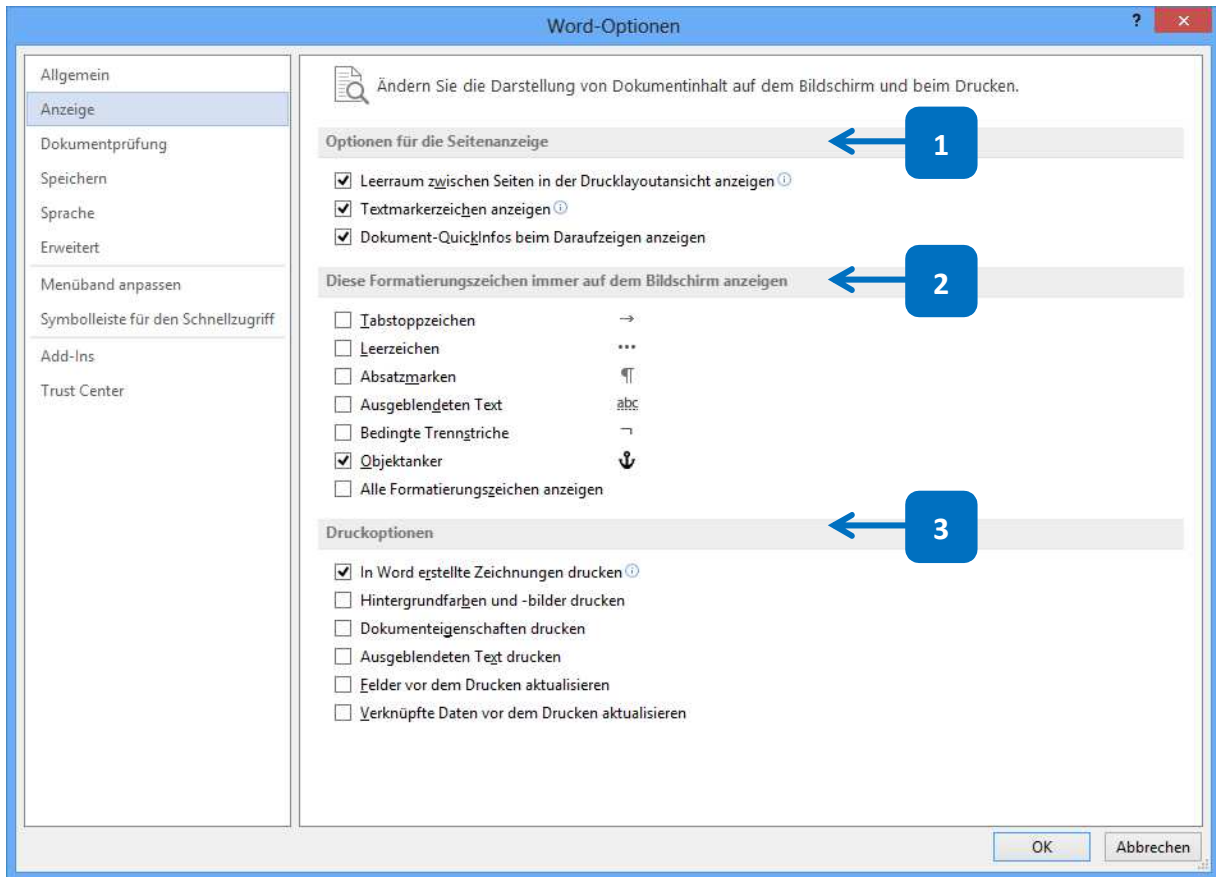 Word-Optionen
?
×
Allgemein
Anzeige
Dokumentprüfung
Speichern
Sprache
Erweitert
Menüband anpassen
Symbolleiste für den Schnellzugriff
Add-Ins
Trust Center
Ändern Sie die Darstellung von Dokumentinhalt auf dem Bildschirm und beim Drucken.
Optionen für die Seitenanzeige
1
Leerraum zwischen Seiten in der Drucklayoutansicht anzeigen
Textmarkerzeichen anzeigen
Dokument-QuickInfos beim Daraufzeigen anzeigen
Diese Formatierungszeichen immer auf dem Bildschirm anzeigen
2
Tabstoppzeichen →
Leerzeichen •••
Absatzmarken ¶
Ausgeblendeten Text abc
Bedingte Trennstriche ¬
Objektanker
Alle Formatierungszeichen anzeigen
Druckoptionen
3
In Word erstellte Zeichnungen drucken
Hintergrundfarben und -bilder drucken
Dokumenteigenschaften drucken
Ausgeblendeten Text drucken
Felder vor dem Drucken aktualisieren
Verknüpfte Daten vor dem Drucken aktualisieren
OK
Abbrechen